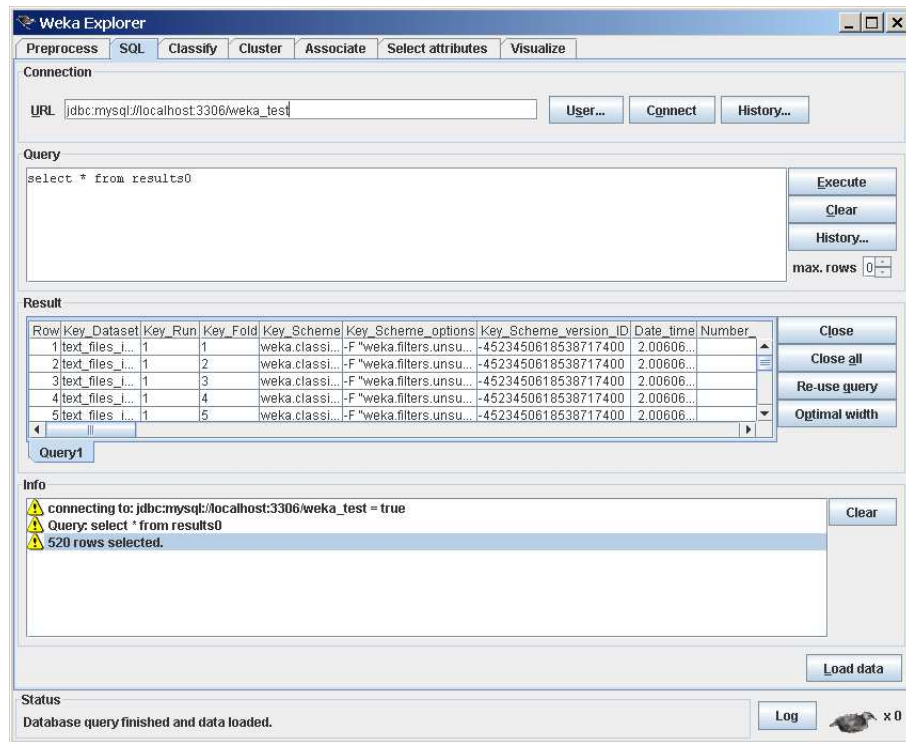 Weka Explorer
Preprocess SQL Classify Cluster Associate Select attributes Visualize
Connection
URL jdbc:mysql://localhost:3306/weka_test User... Connect History...
Query
select * from results0
Execute
Clear
History...
max. rows 0
Result
Row Key_Dataset Key_Run Key_Fold Key_Scheme Key_Scheme_options Key_Scheme_version_ID Date_time Number_
1 text_files_i... 1 1 weka.classi... -F "weka.filters.unsu... -4523450618538717400 2.00606...
2 text_files_i... 1 2 weka.classi... -F "weka.filters.unsu... -4523450618538717400 2.00606...
3 text_files_i... 1 3 weka.classi... -F "weka.filters.unsu... -4523450618538717400 2.00606...
4 text_files_i... 1 4 weka.classi... -F "weka.filters.unsu... -4523450618538717400 2.00606...
5 text_files_i... 1 5 weka.classi... -F "weka.filters.unsu... -4523450618538717400 2.00606...
Close
Close all
Re-use query
Optimal width
Query1
Info
connecting to: jdbc:mysql://localhost:3306/weka_test = true
Query: select * from results0
520 rows selected.
Clear
Load data
Status
Database query finished and data loaded.
Log x 0